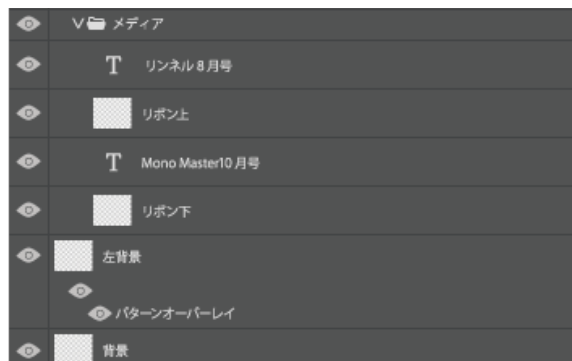 メディア
リンネル8月号
リボン上
Mono Master10月号
リボン下
左背景
パターンオーバーレイ
背景